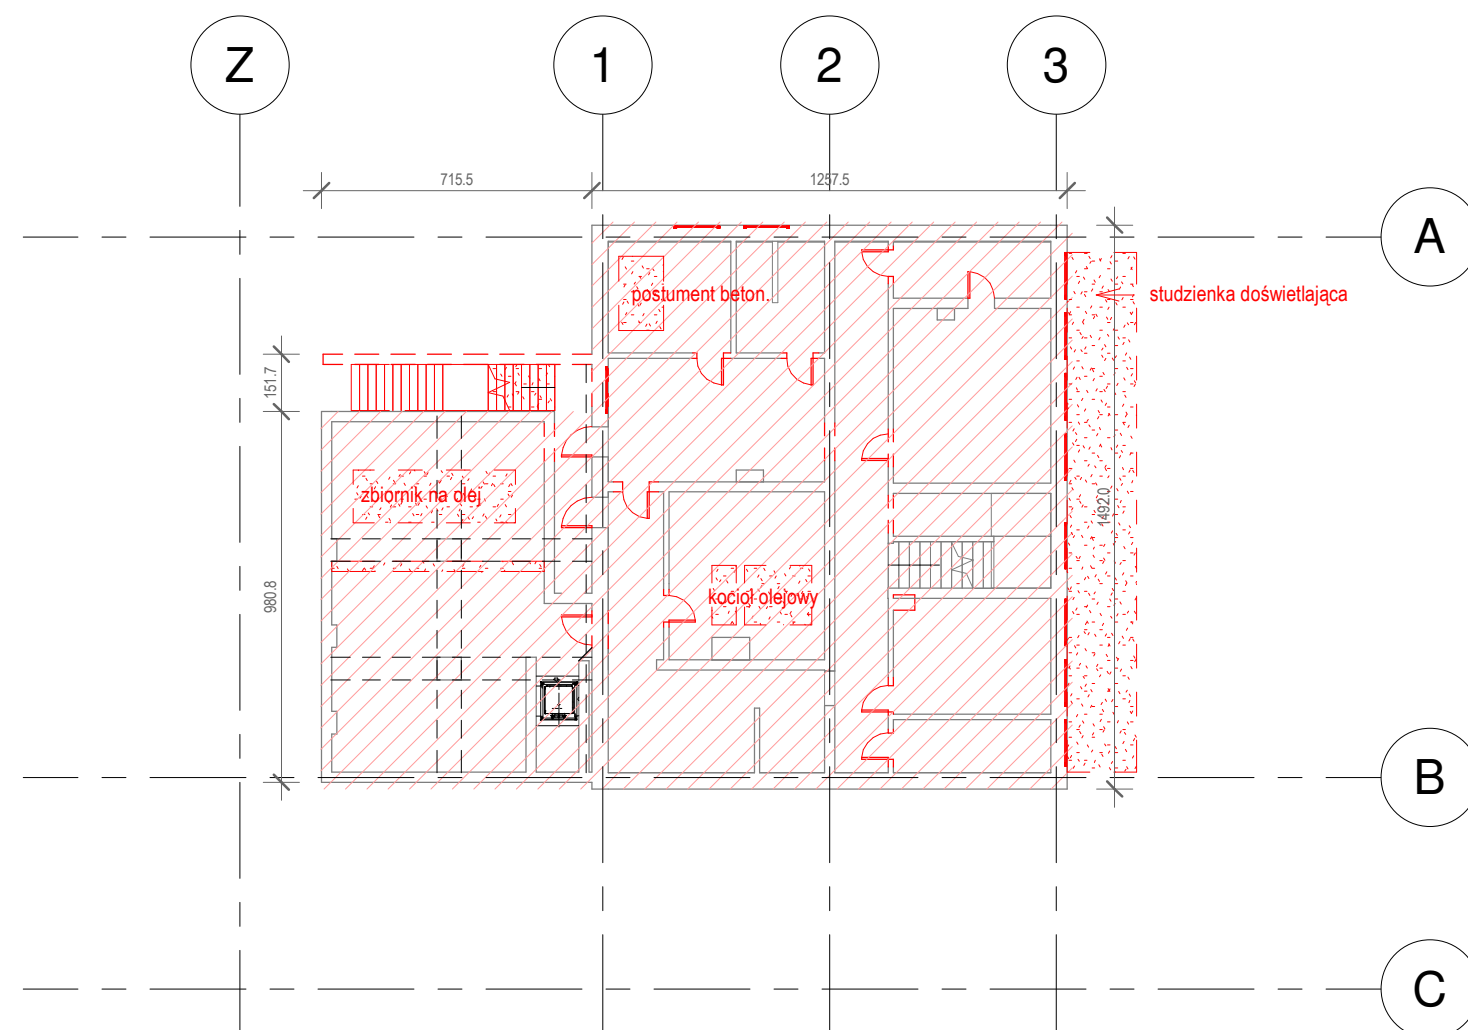 Z
1
2
3
715.5
1257.5
A
postument beton.
studzienka doświetlająca
151.7
zbiornik na olej
1492.0
980.8
kocioł olejowy
B
C